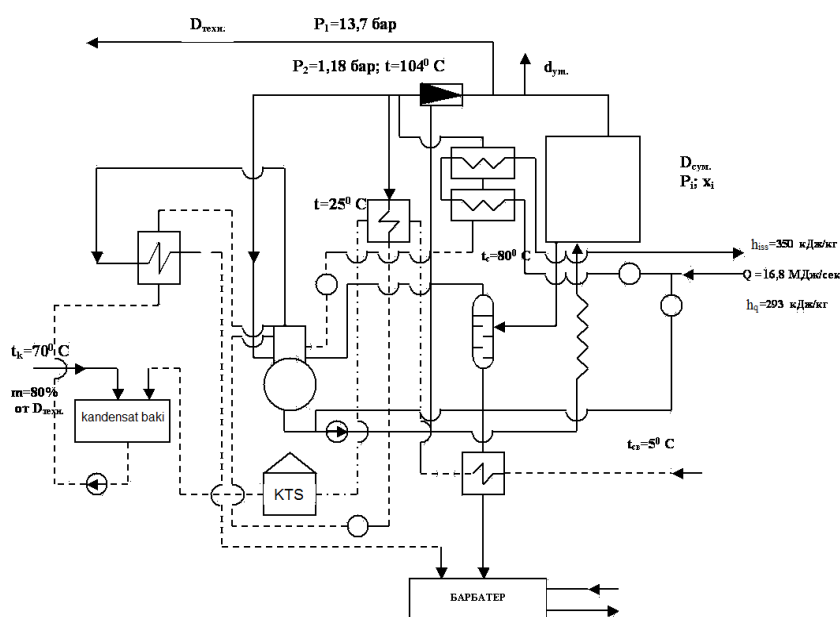 Dтехн. P1=13,7 бар
P2=1,18 бар; t=104⁰ C
dут.
Dсум.
Pi; xi
t=25⁰ C
tc=80⁰ C
hiss=350 кДж/кг
Q =16,8 МДж/сек
hq=293 кДж/кг
tk=70⁰ C
m=80%
от Dтехн.
kandensat baki
KTS
tсв=5⁰ C
БАРБАТЕР